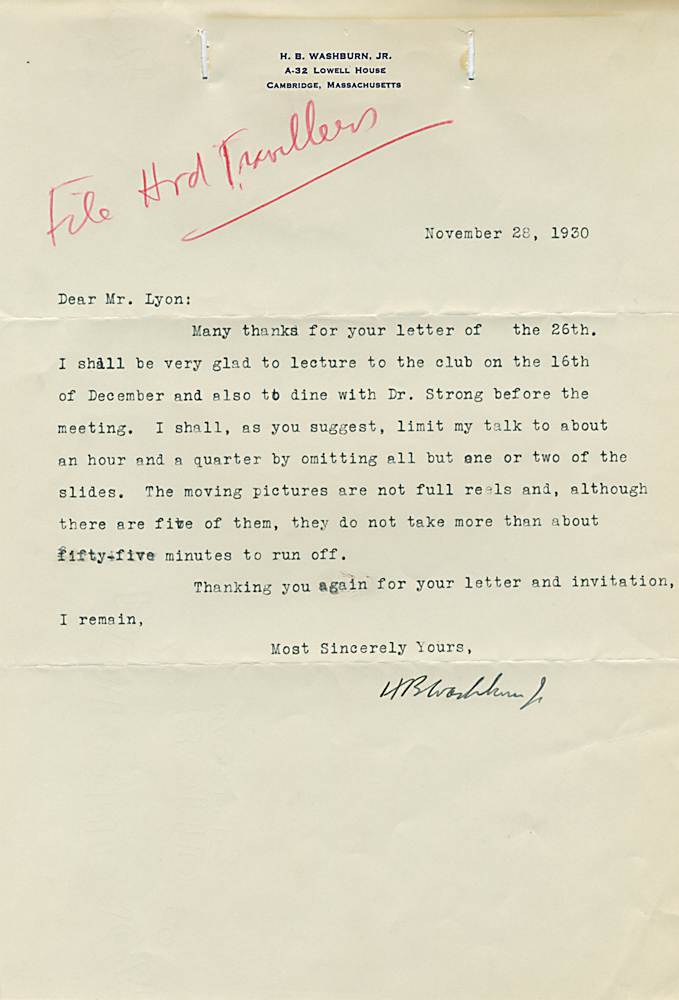 H. B. WASHBURN, JR.
A-32 LOWELL HOUSE
CAMBRIDGE, MASSACHUSETTS
File Hrd Travellers
November 28, 1930
Dear Mr. Lyon:
Many thanks for your letter of the 26th.
I shall be very glad to lecture to the club on the 16th
of December and also to dine with Dr. Strong before the
meeting. I shall, as you suggest, limit my talk to about
an hour and a quarter by omitting all but one or two of the
slides. The moving pictures are not full reels and, although
there are five of them, they do not take more than about
fifty-five minutes to run off.
Thanking you again for your letter and invitation,
I remain,
Most Sincerely Yours,
HBWashburn Jr